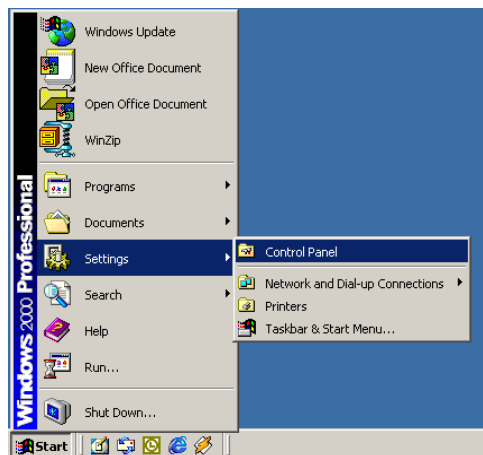 Windows Update
New Office Document
Open Office Document
WinZip
Programs
Documents
Settings
Search
Help
Run...
Shut Down...
Windows 2000 Professional
Control Panel
Network and Dial-up Connections
Printers
Taskbar & Start Menu...
Start